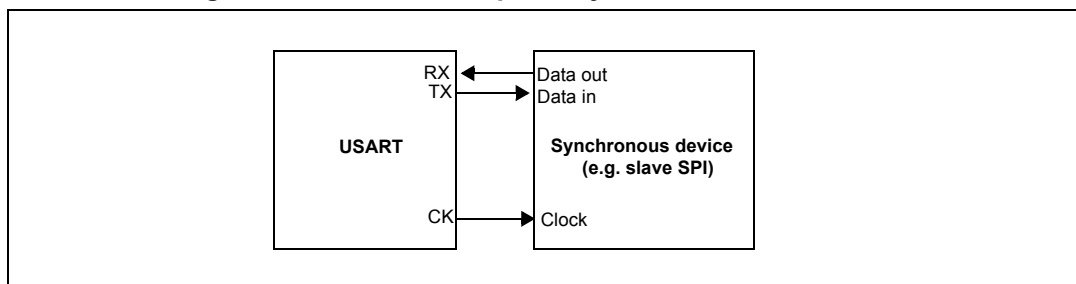 RX
TX
Data out
Data in
USART
Synchronous device
(e.g. slave SPI)
CK
Clock